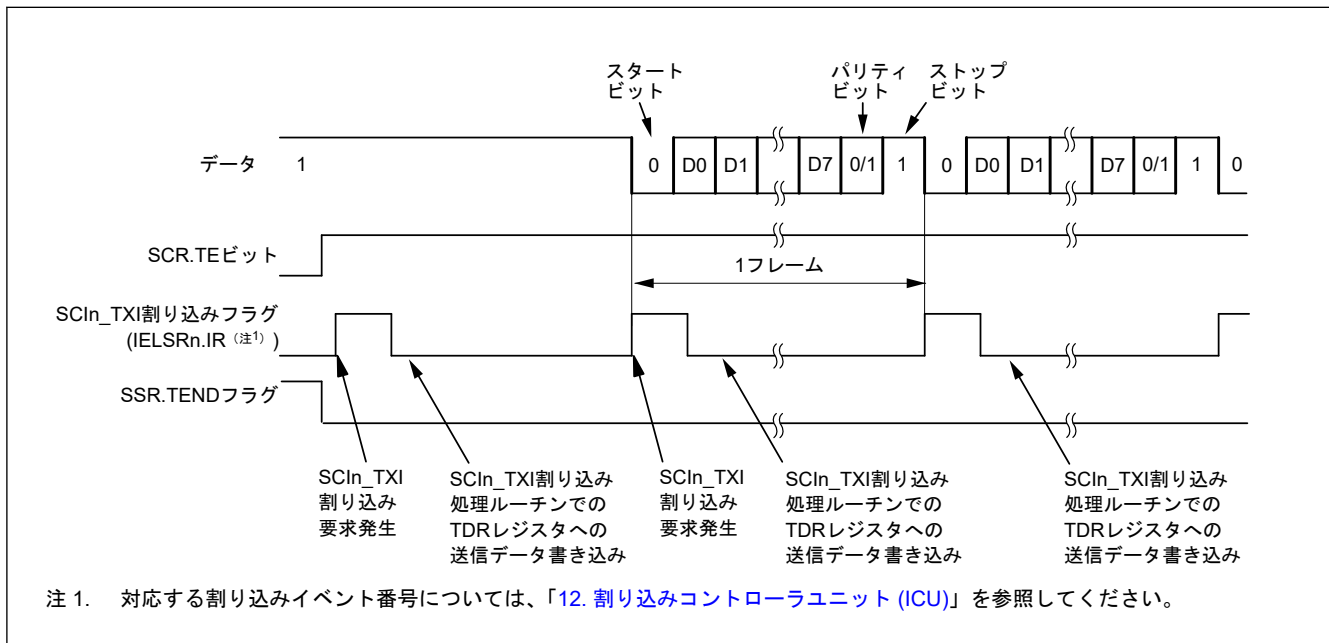 スタート
ビット
パリティ
ビット
ストップ
ビット
データ 1 0 D0 D1 D7 0/1 1 0 D0 D1 D7 0/1 1 0
SCR.TEビット
1フレーム
SCIn_TXI割り込みフラグ
(IELSRn.IR（注1）)
SSR.TENDフラグ
SCIn_TXI
割り込み
要求発生
SCIn_TXI割り込み
処理ルーチンでの
TDRレジスタへの
送信データ書き込み
SCIn_TXI
割り込み
要求発生
SCIn_TXI割り込み
処理ルーチンでの
TDRレジスタへの
送信データ書き込み
SCIn_TXI割り込み
処理ルーチンでの
TDRレジスタへの
送信データ書き込み
注 1. 対応する割り込みイベント番号については、「12. 割り込みコントローラユニット (ICU)」を参照してください。